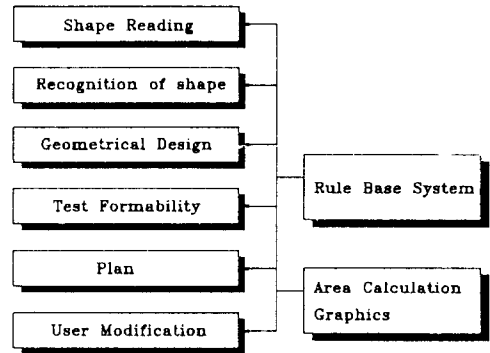 Shape Reading
Recognition of shape
Geometrical Design
Test Formability
Plan
User Modification
Rule Base System
Area Calculation
Graphics